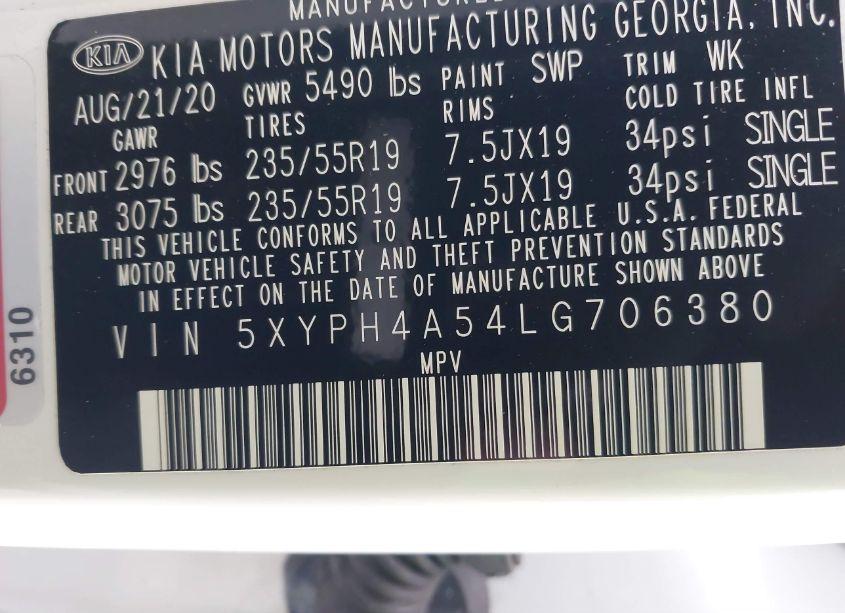 MANUFACTURED
KIA KIA MOTORS MANUFACTURING GEORGIA, INC.
AUG/21/20 GVWR 5490 lbs PAINT SWP TRIM WK
GAWR TIRES RIMS COLD TIRE INFL
FRONT 2976 lbs 235/55R19 7.5JX19 34psi SINGLE
REAR 3075 lbs 235/55R19 7.5JX19 34psi SINGLE
THIS VEHICLE CONFORMS TO ALL APPLICABLE U.S.A. FEDERAL
MOTOR VEHICLE SAFETY AND THEFT PREVENTION STANDARDS
IN EFFECT ON THE DATE OF MANUFACTURE SHOWN ABOVE
VIN 5XYPH4A54LG706380
MPV
6310